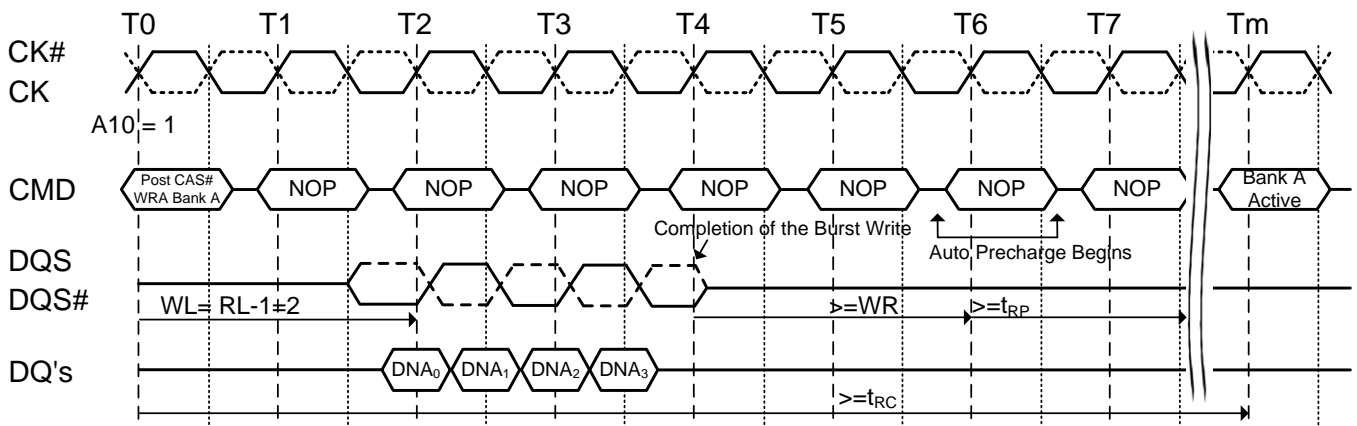 T0 T1 T2 T3 T4 T5 T6 T7 Tm
CK#
CK
A10 = 1
CMD
Post CAS#
WRA Bank A
NOP NOP NOP NOP NOP NOP NOP
Bank A
Active
Completion of the Burst Write
Auto Precharge Begins
DQS
DQS#
WL= RL-1=2
>=WR
>=tRP
DQ's
DNA0 DNA1 DNA2 DNA3
>=tRC